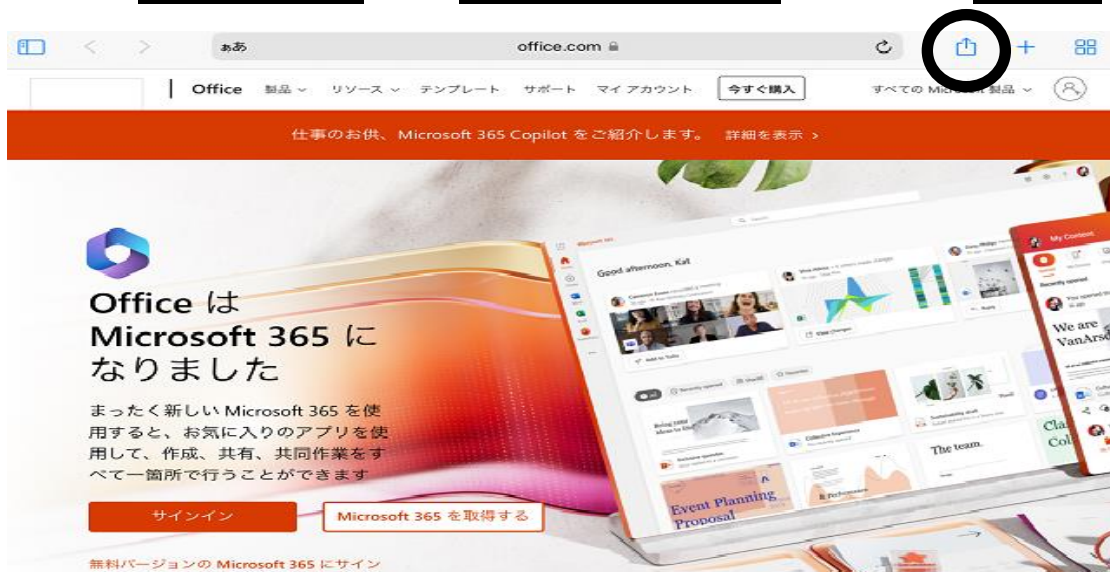 ぁあ
office.com
Office 製品 リソース テンプレート サポート マイ アカウント 今すぐ購入 すべての Microsoft 製品
仕事のお供、Microsoft 365 Copilot をご紹介します。 詳細を表示 >
Good afternoon, Kat
My Content
Recently opened
Add to Todo
We are
Office は
Microsoft 365 に
なりました
まったく新しい Microsoft 365 を使
用すると、お気に入りのアプリを使
用して、作成、共有、共同作業をす
べて一箇所で行うことができます
The team.
Event Planning
Proposal
サインイン Microsoft 365 を取得する
無料バージョンの Microsoft 365 にサイン